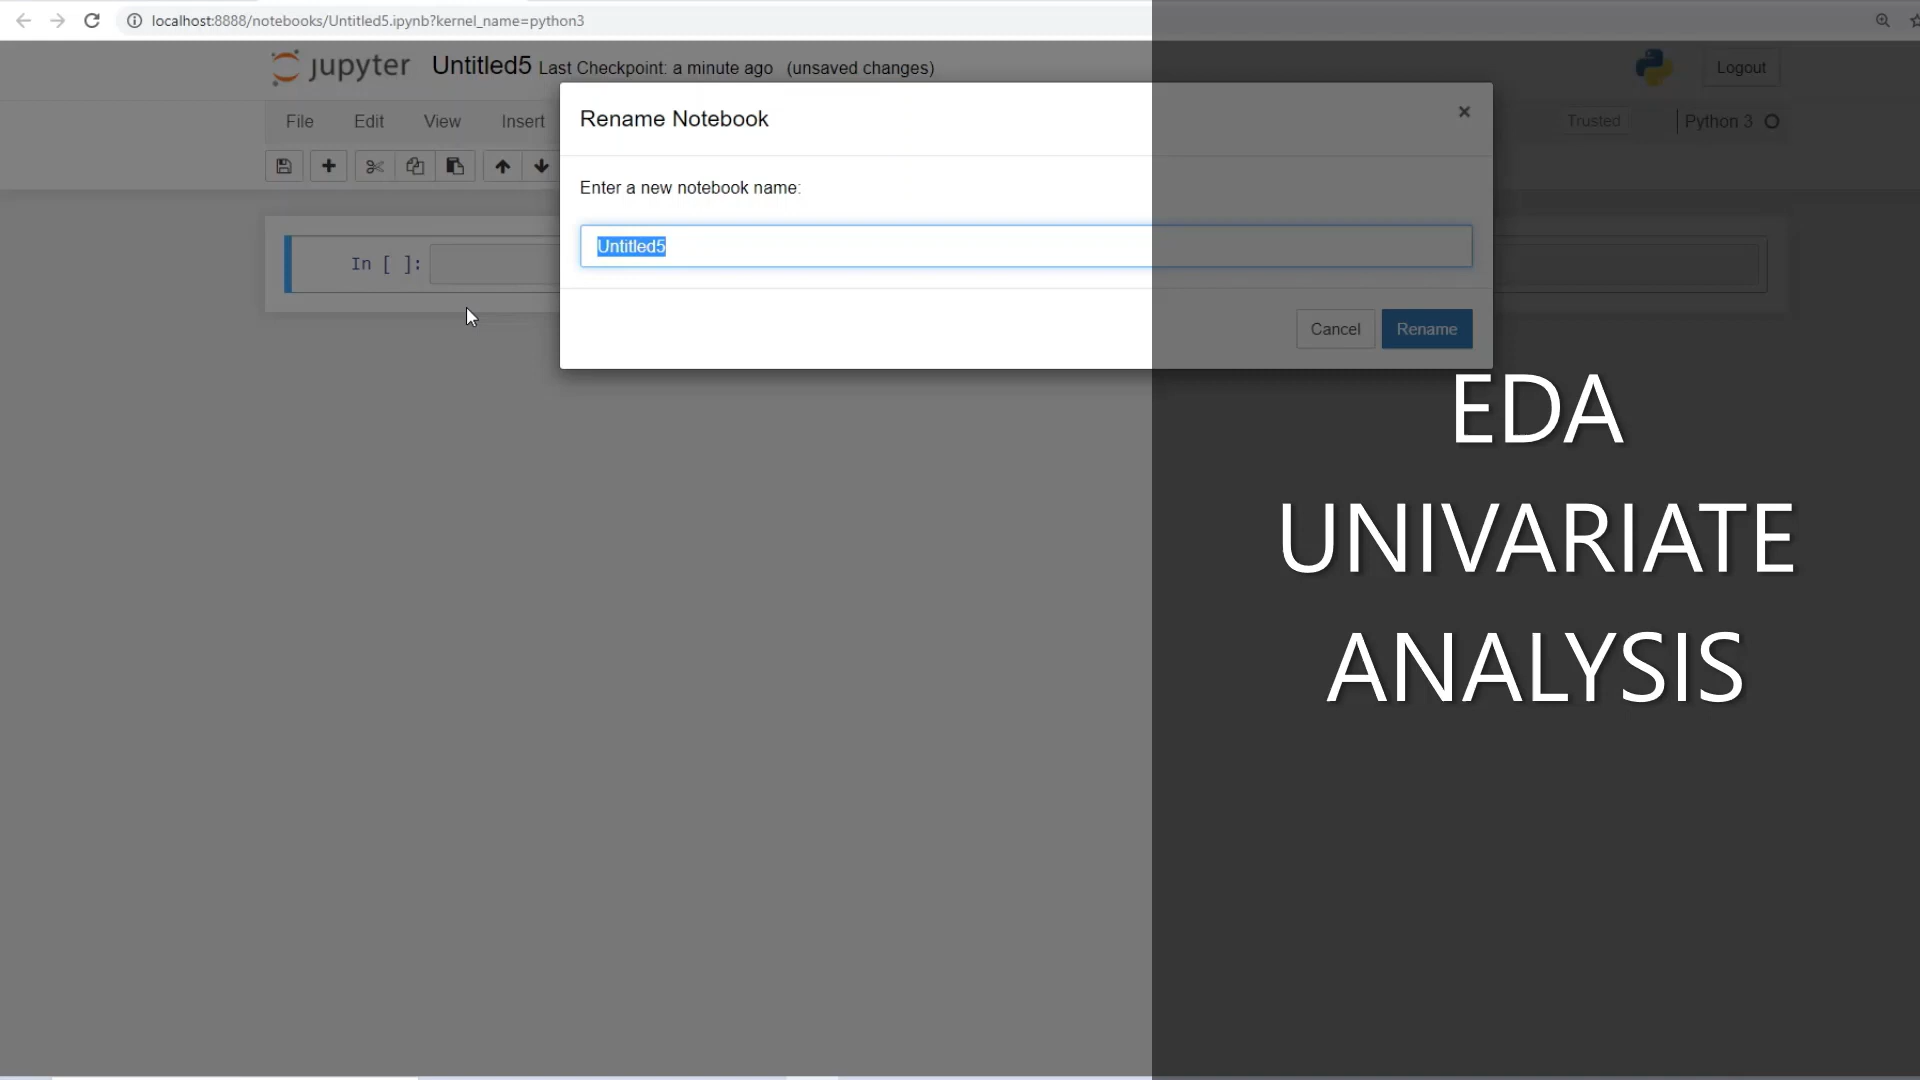 localhost:8888/notebooks/Untitled5.ipynb?kernel_name=python3
jupyter Untitled5 Last Checkpoint: a minute ago (unsaved changes)
Logout
File Edit View Insert
Trusted Python 3
Rename Notebook
×
Enter a new notebook name:
Untitled5
Cancel Rename
In [ ]:
EDA
UNIVARIATE
ANALYSIS